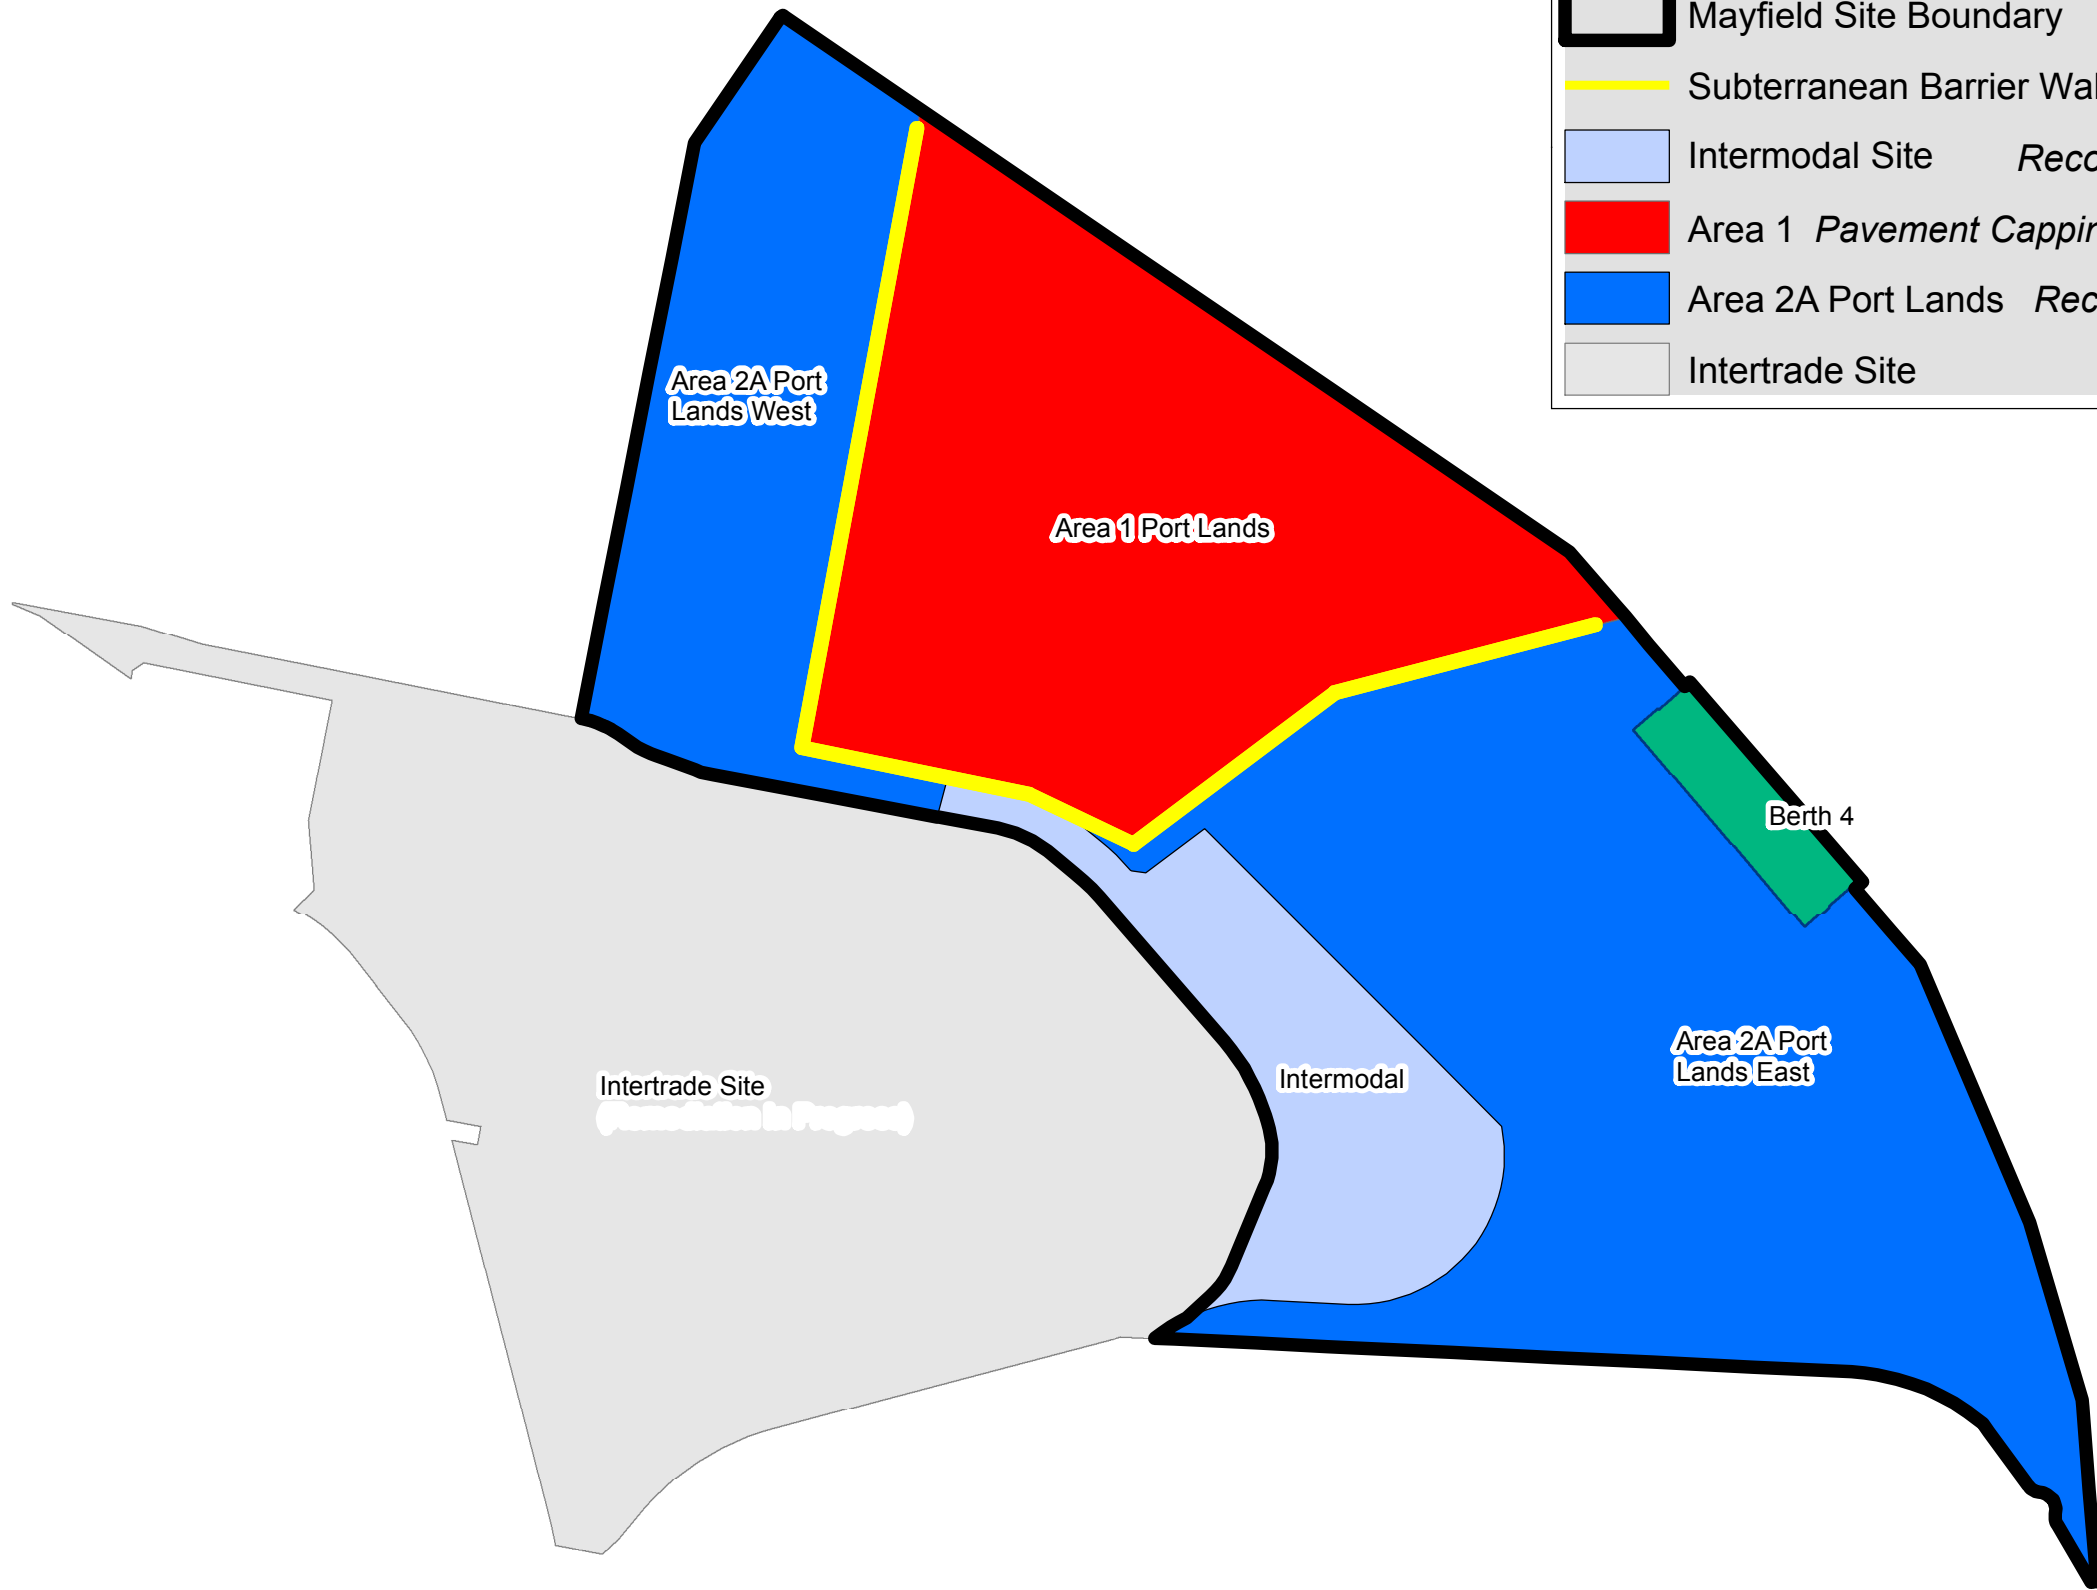 Mayfield Site Boundary
Subterranean Barrier Wal
Intermodal Site Reco
Area 1 Pavement Cappin
Area 2A Port Lands Rec
Intertrade Site
Area 2A Port
Lands West
Area 1 Port Lands
Berth 4
Area 2A Port
Lands East
Intermodal
Intertrade Site